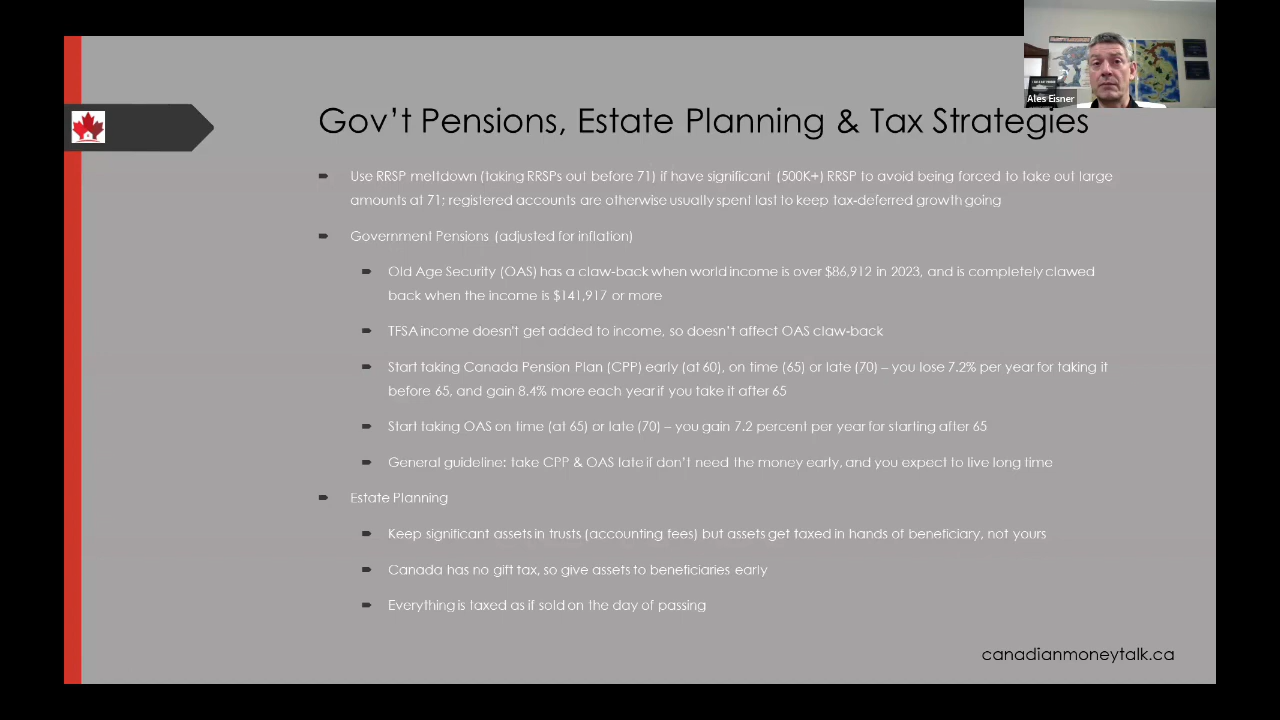 Ales Eisner
Gov't Pensions, Estate Planning & Tax Strategies
Use RRSP meltdown (taking RRSPs out before 71) if have significant (500K+) RRSP to avoid being forced to take out large
amounts at 71; registered accounts are otherwise usually spent last to keep tax-deferred growth going
Government Pensions (adjusted for inflation)
Old Age Security (OAS) has a claw-back when world income is over $86,912 in 2023, and is completely clawed
back when the income is $141,917 or more
TFSA income doesn't get added to income, so doesn't affect OAS claw-back
Start taking Canada Pension Plan (CPP) early (at 60), on time (65) or late (70) – you lose 7.2% per year for taking it
before 65, and gain 8.4% more each year if you take it after 65
Start taking OAS on time (at 65) or late (70) – you gain 7.2 percent per year for starting after 65
General guideline: take CPP & OAS late if don't need the money early, and you expect to live long time
Estate Planning
Keep significant assets in trusts (accounting fees) but assets get taxed in hands of beneficiary, not yours
Canada has no gift tax, so give assets to beneficiaries early
Everything is taxed as if sold on the day of passing
canadianmoneytalk.ca